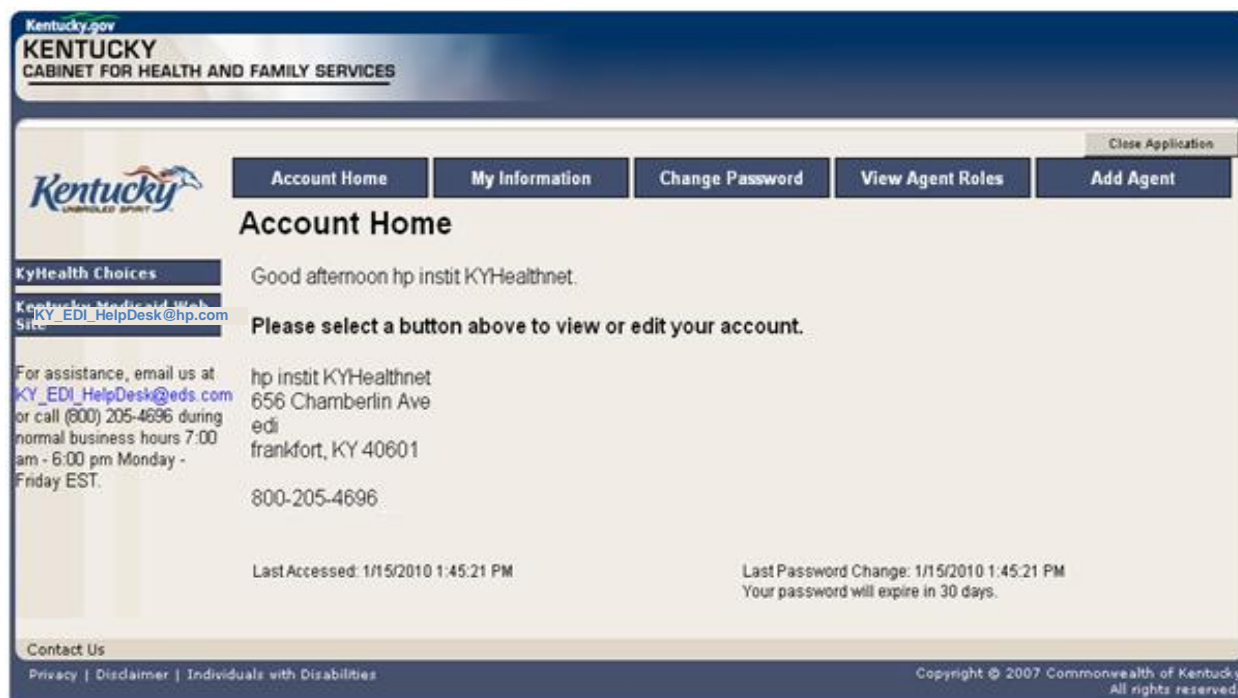 Kentucky.gov
KENTUCKY
CABINET FOR HEALTH AND FAMILY SERVICES
Close Application
Kentucky
UNBRIDLED SPIRIT
Account Home My Information Change Password View Agent Roles Add Agent
Account Home
KyHealth Choices
Kentucky Medicaid Web
Site
KY_EDI_HelpDesk@hp.com
For assistance, email us at
KY_EDI_HelpDesk@eds.com
or call (800) 205-4696 during
normal business hours 7:00
am - 6:00 pm Monday -
Friday EST.
Good afternoon hp instit KYHealthnet.
Please select a button above to view or edit your account.
hp instit KYHealthnet
656 Chamberlin Ave
edi
frankfort, KY 40601
800-205-4696
Last Accessed: 1/15/2010 1:45:21 PM
Last Password Change: 1/15/2010 1:45:21 PM
Your password will expire in 30 days.
Contact Us
Privacy | Disclaimer | Individuals with Disabilities
Copyright © 2007 Commonwealth of Kentucky
All rights reserved